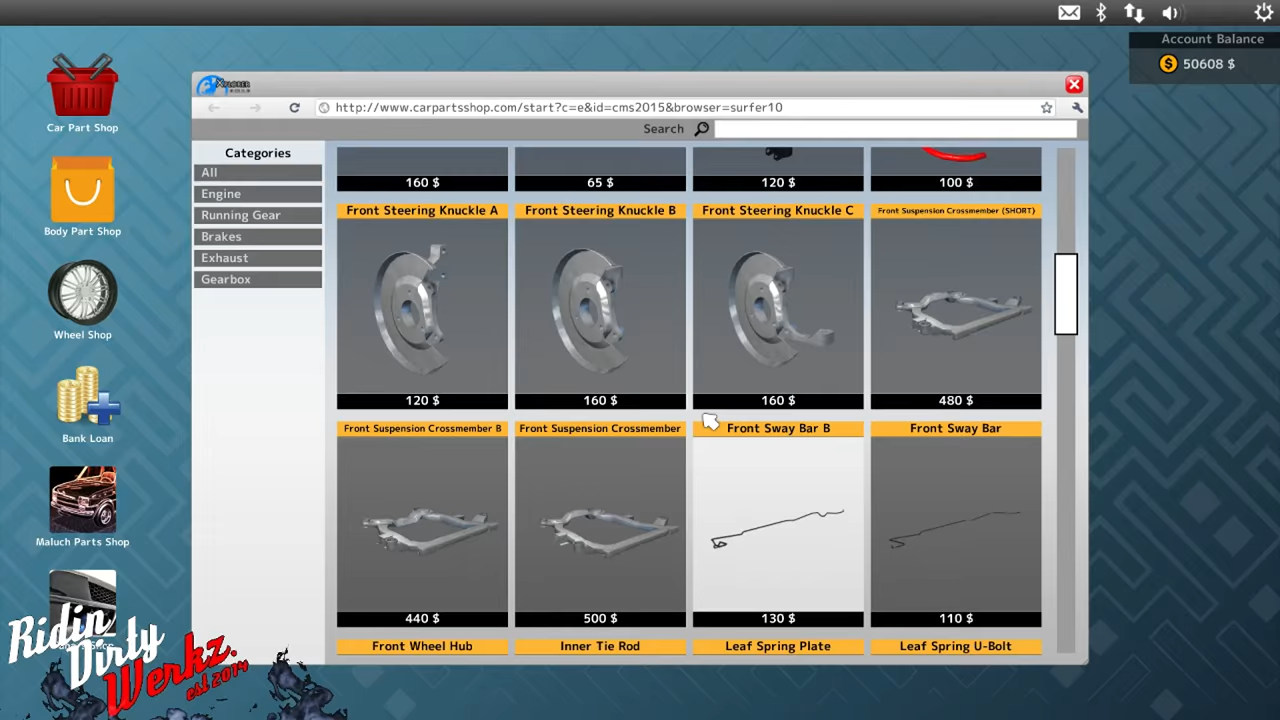 Account Balance
$ 50608 $
Car Part Shop
Body Part Shop
Wheel Shop
Bank Loan
Maluch Parts Shop
XPLORER
http://www.carpartsshop.com/start?c=e&id=cms2015&browser=surfer10
Search
Categories
All
Engine
Running Gear
Brakes
Exhaust
Gearbox
160 $
65 $
120 $
100 $
Front Steering Knuckle A
Front Steering Knuckle B
Front Steering Knuckle C
Front Suspension Crossmember (SHORT)
120 $
160 $
160 $
480 $
Front Suspension Crossmember B
Front Suspension Crossmember
Front Sway Bar B
Front Sway Bar
440 $
500 $
130 $
110 $
Front Wheel Hub
Inner Tie Rod
Leaf Spring Plate
Leaf Spring U-Bolt
Ridin
Dirty
Werkz.
est 2014